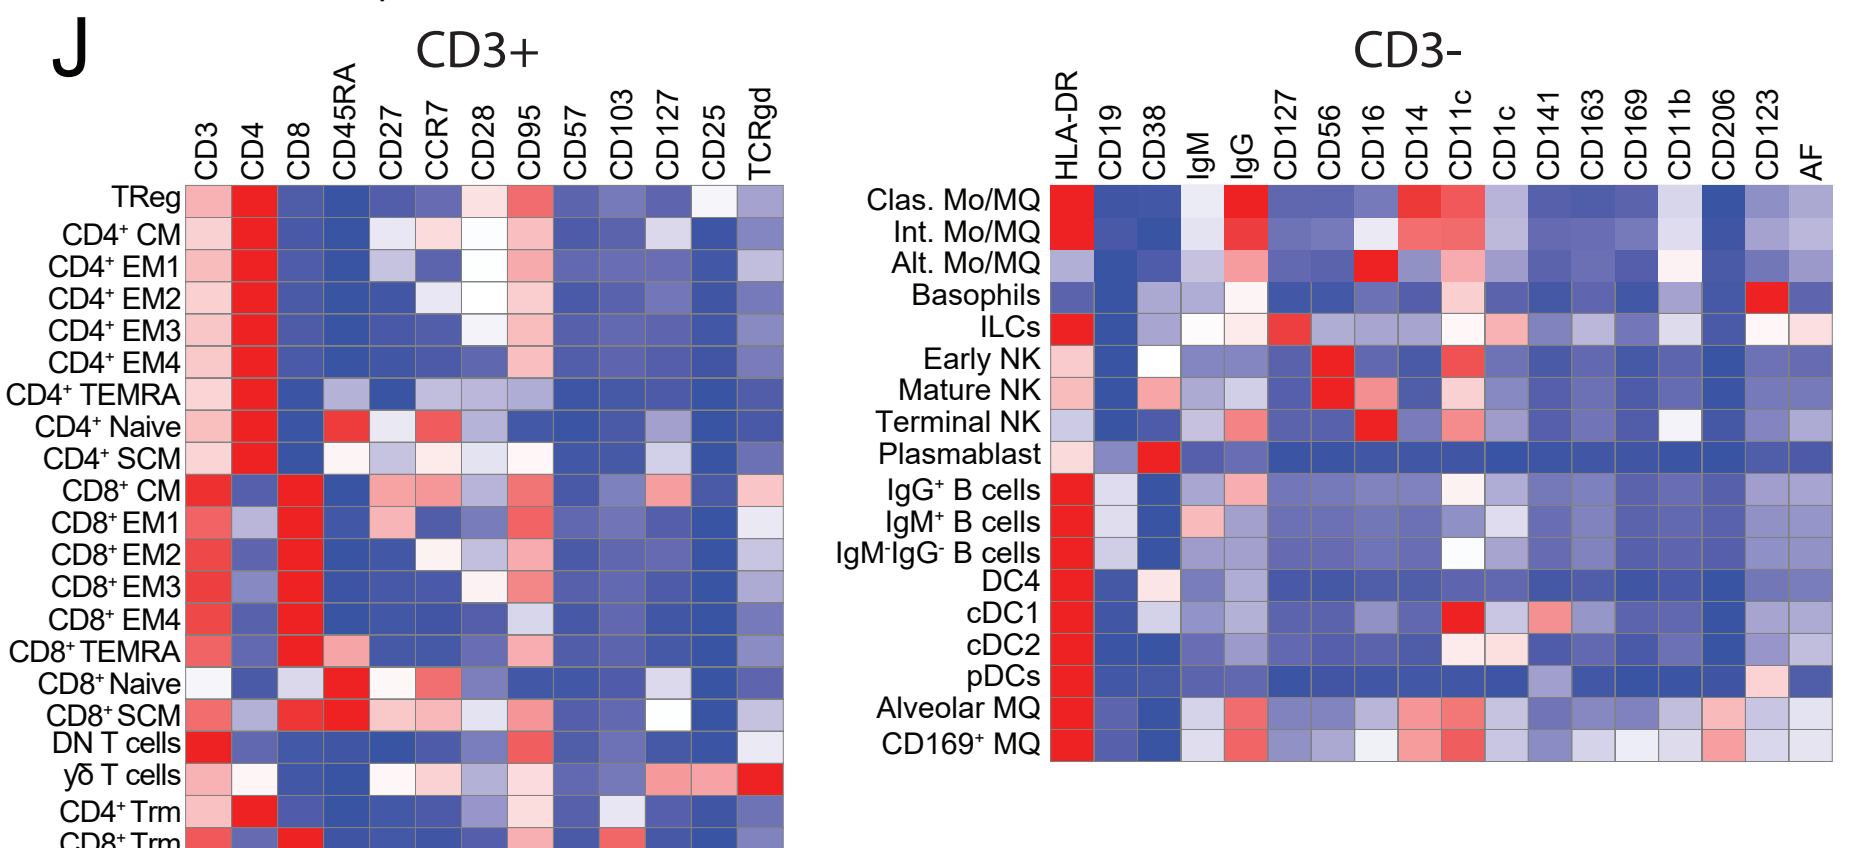 J
CD3+
CD3-
CD3 CD4 CD8 CD45RA CD27 CCR7 CD28 CD95 CD57 CD103 CD127 CD25 TCRgd
TReg
CD4+ CM
CD4+ EM1
CD4+ EM2
CD4+ EM3
CD4+ EM4
CD4+ TEMRA
CD4+ Naive
CD4+ SCM
CD8+ CM
CD8+ EM1
CD8+ EM2
CD8+ EM3
CD8+ EM4
CD8+ TEMRA
CD8+ Naive
CD8+ SCM
DN T cells
yδ T cells
CD4+ Trm
CD8+ Trm
HLA-DR CD19 CD38 IgM IgG CD127 CD56 CD16 CD14 CD11c CD1c CD141 CD163 CD169 CD11b CD206 CD123 AF
Clas. Mo/MQ
Int. Mo/MQ
Alt. Mo/MQ
Basophils
ILCs
Early NK
Mature NK
Terminal NK
Plasmablast
IgG+ B cells
IgM+ B cells
IgM-IgG- B cells
DC4
cDC1
cDC2
pDCs
Alveolar MQ
CD169+ MQ